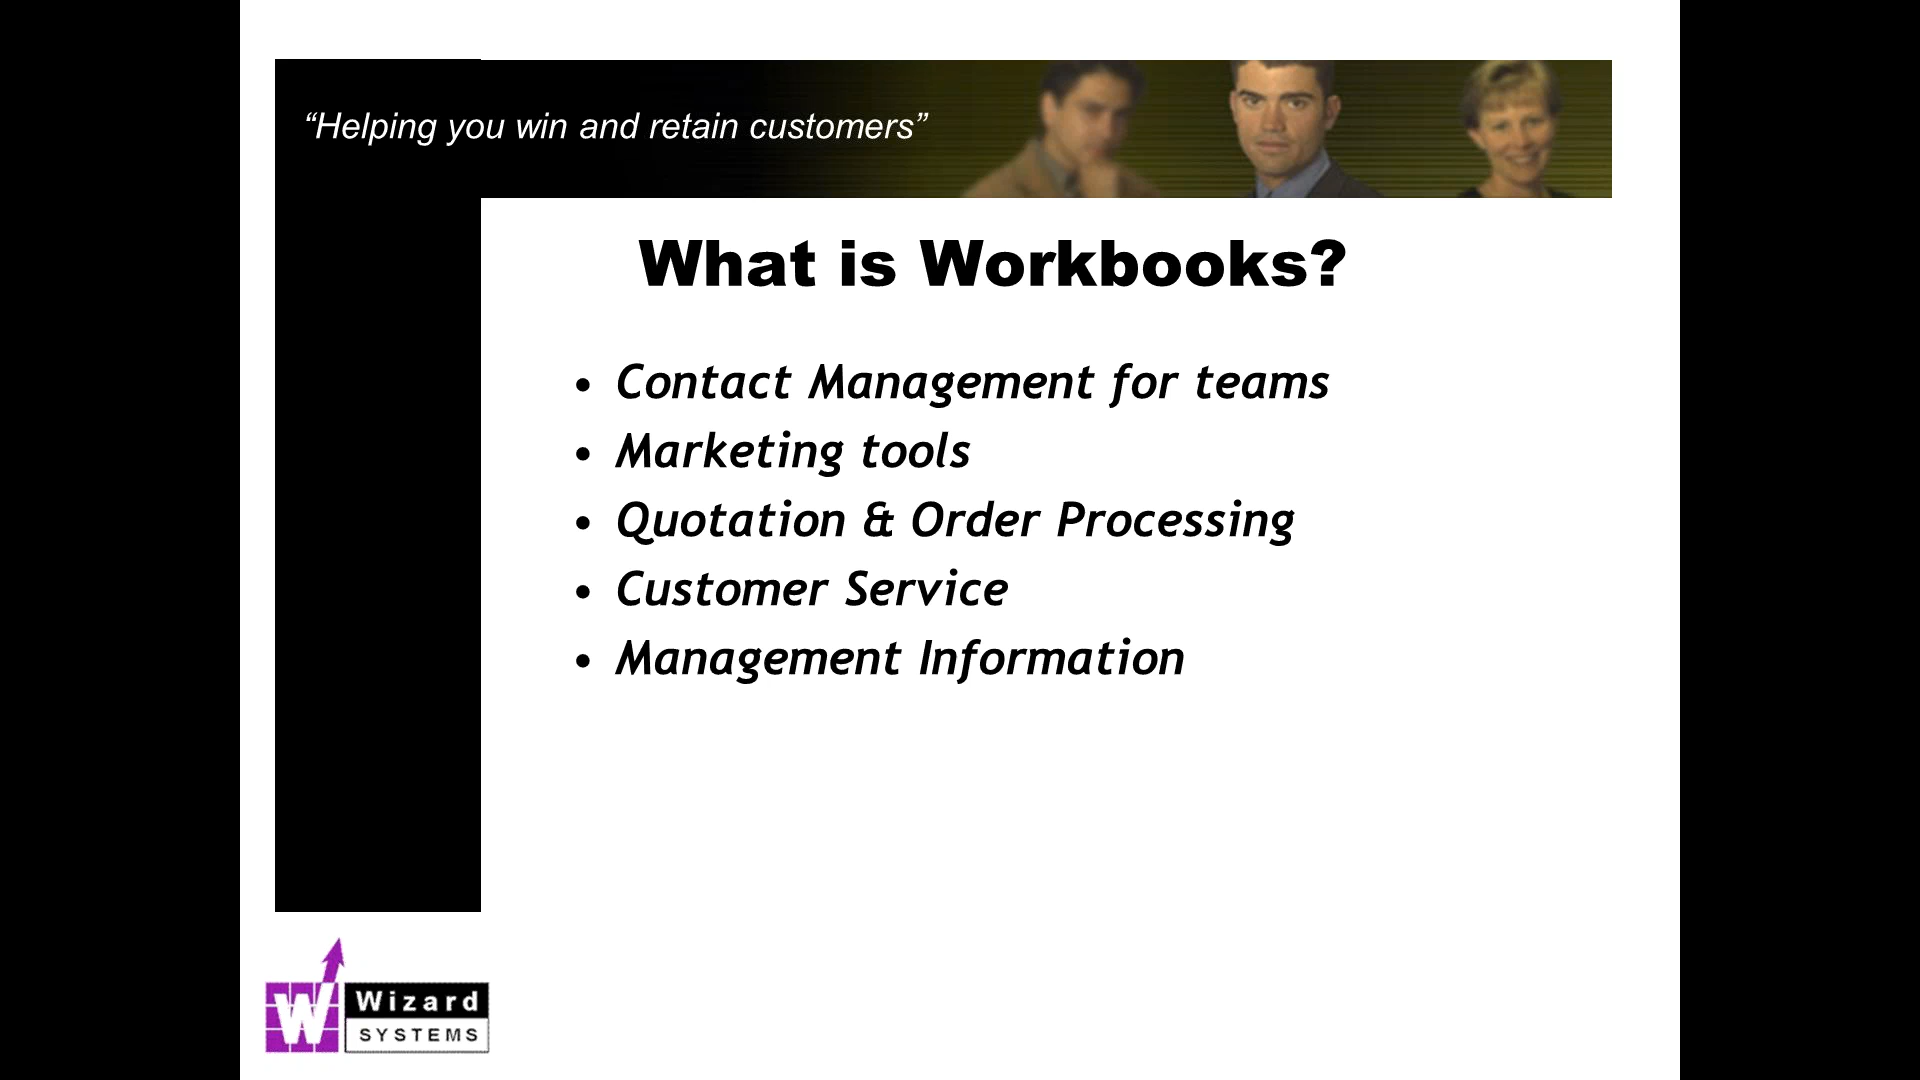 “Helping you win and retain customers”
What is Workbooks?
• Contact Management for teams
• Marketing tools
• Quotation & Order Processing
• Customer Service
• Management Information
W
Wizard
SYSTEMS